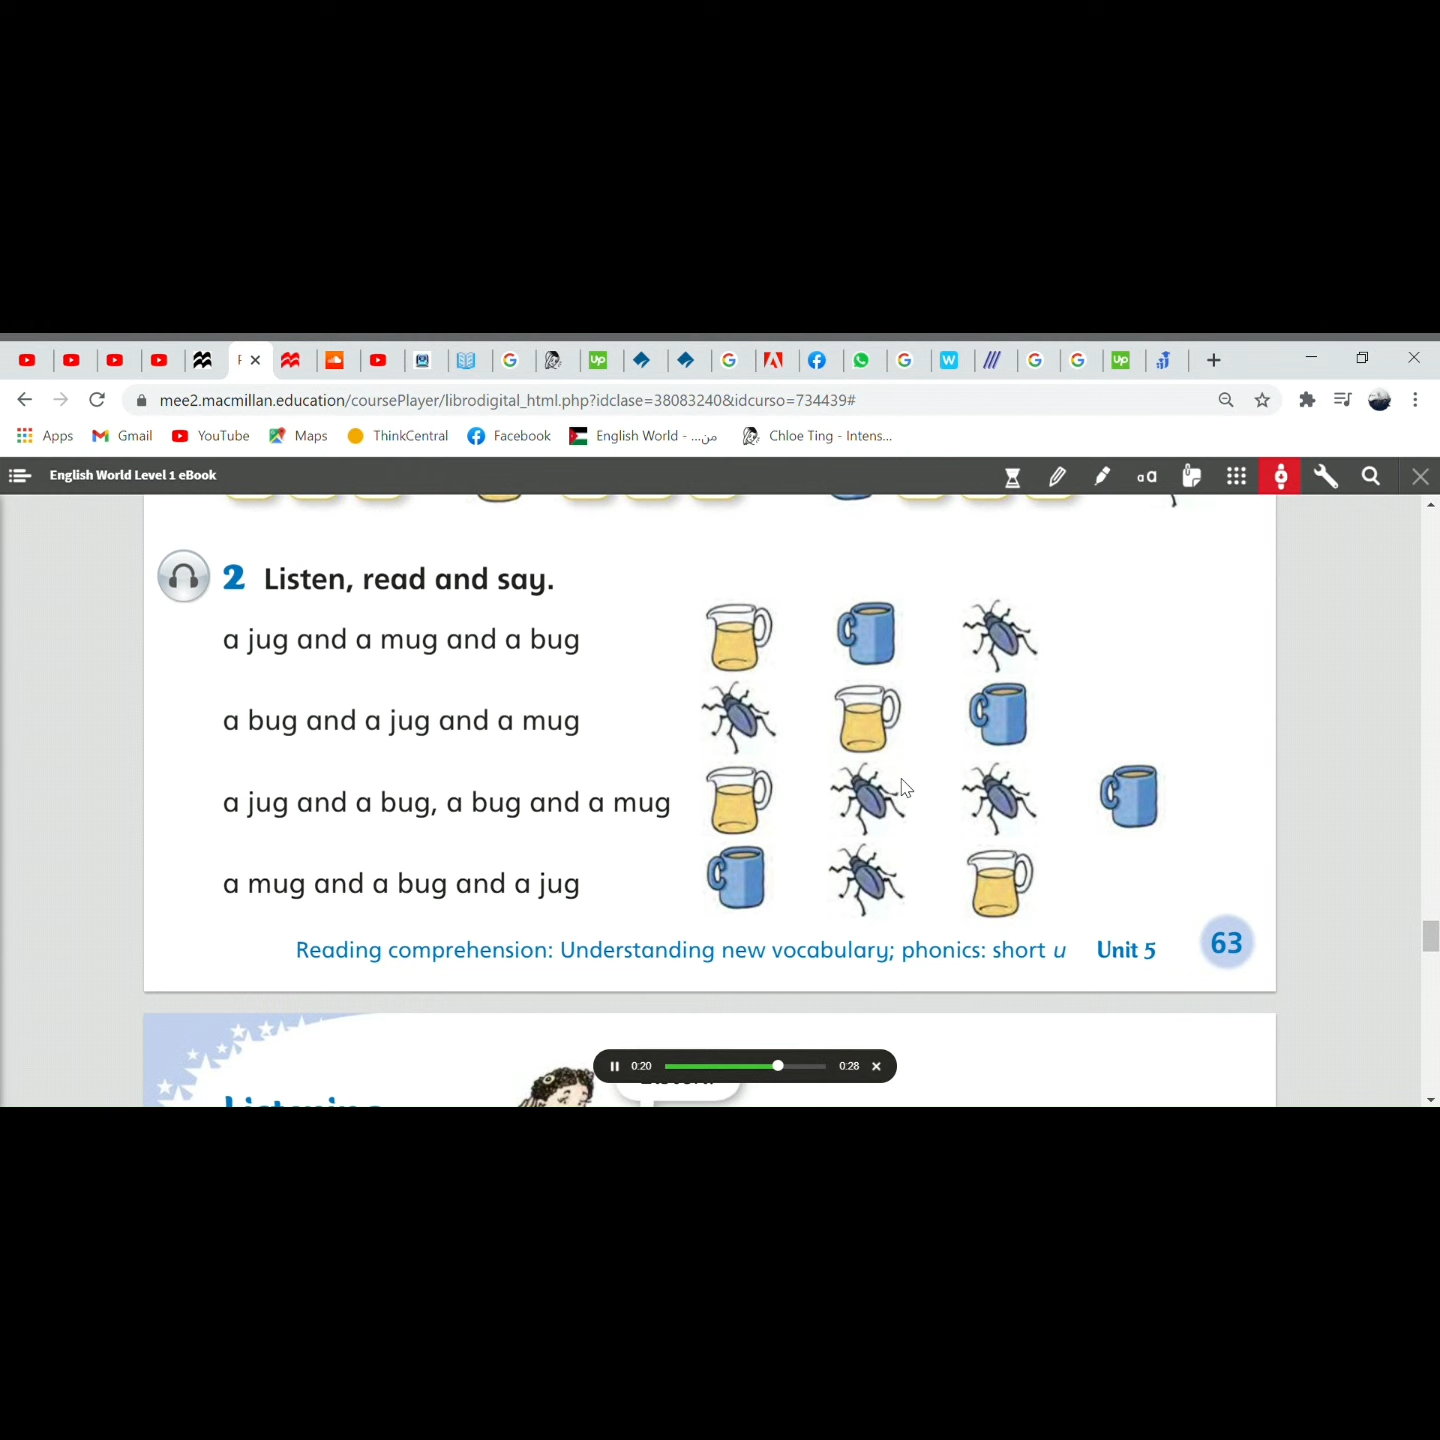 mee2.macmillan.education/coursePlayer/librodigital_html.php?idclase=38083240&idcurso=734439#
Apps Gmail YouTube Maps ThinkCentral Facebook English World - ...من Chloe Ting - Intens...
English World Level 1 eBook
aa
2 Listen, read and say.
a jug and a mug and a bug
a bug and a jug and a mug
a jug and a bug, a bug and a mug
a mug and a bug and a jug
Reading comprehension: Understanding new vocabulary; phonics: short u Unit 5 63
0:20 0:28